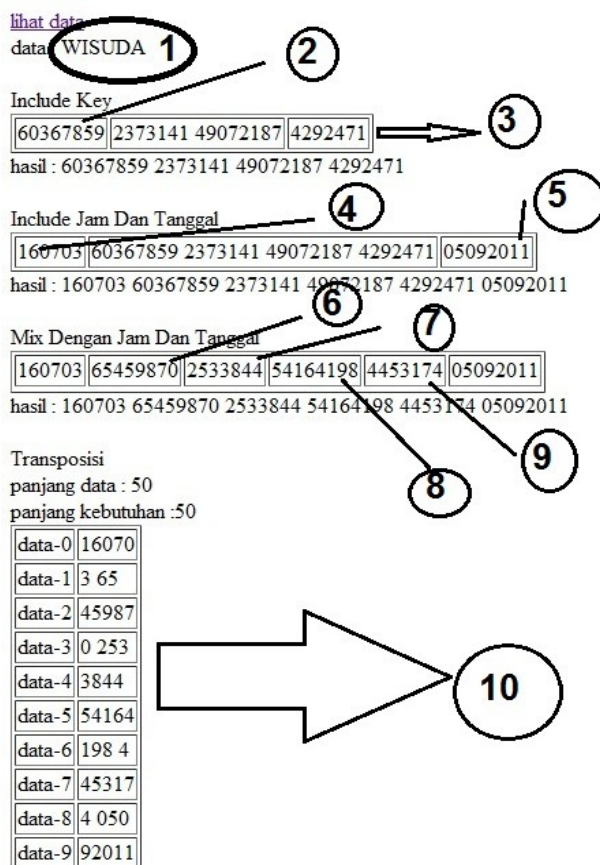 lihat data
data: WISUDA 1
2
Include Key
60367859 2373141 49072187 4292471
3
hasil : 60367859 2373141 49072187 4292471
Include Jam Dan Tanggal
4
5
160703 60367859 2373141 49072187 4292471 05092011
hasil : 160703 60367859 2373141 49072187 4292471 05092011
6
7
Mix Dengan Jam Dan Tanggal
160703 65459870 2533844 54164198 4453174 05092011
hasil : 160703 65459870 2533844 54164198 4453174 05092011
8
9
Transposisi
panjang data : 50
panjang kebutuhan :50
data-0 16070
data-1 3 65
data-2 45987
data-3 0 253
data-4 3844
data-5 54164
data-6 198 4
data-7 45317
data-8 4 050
data-9 92011
10